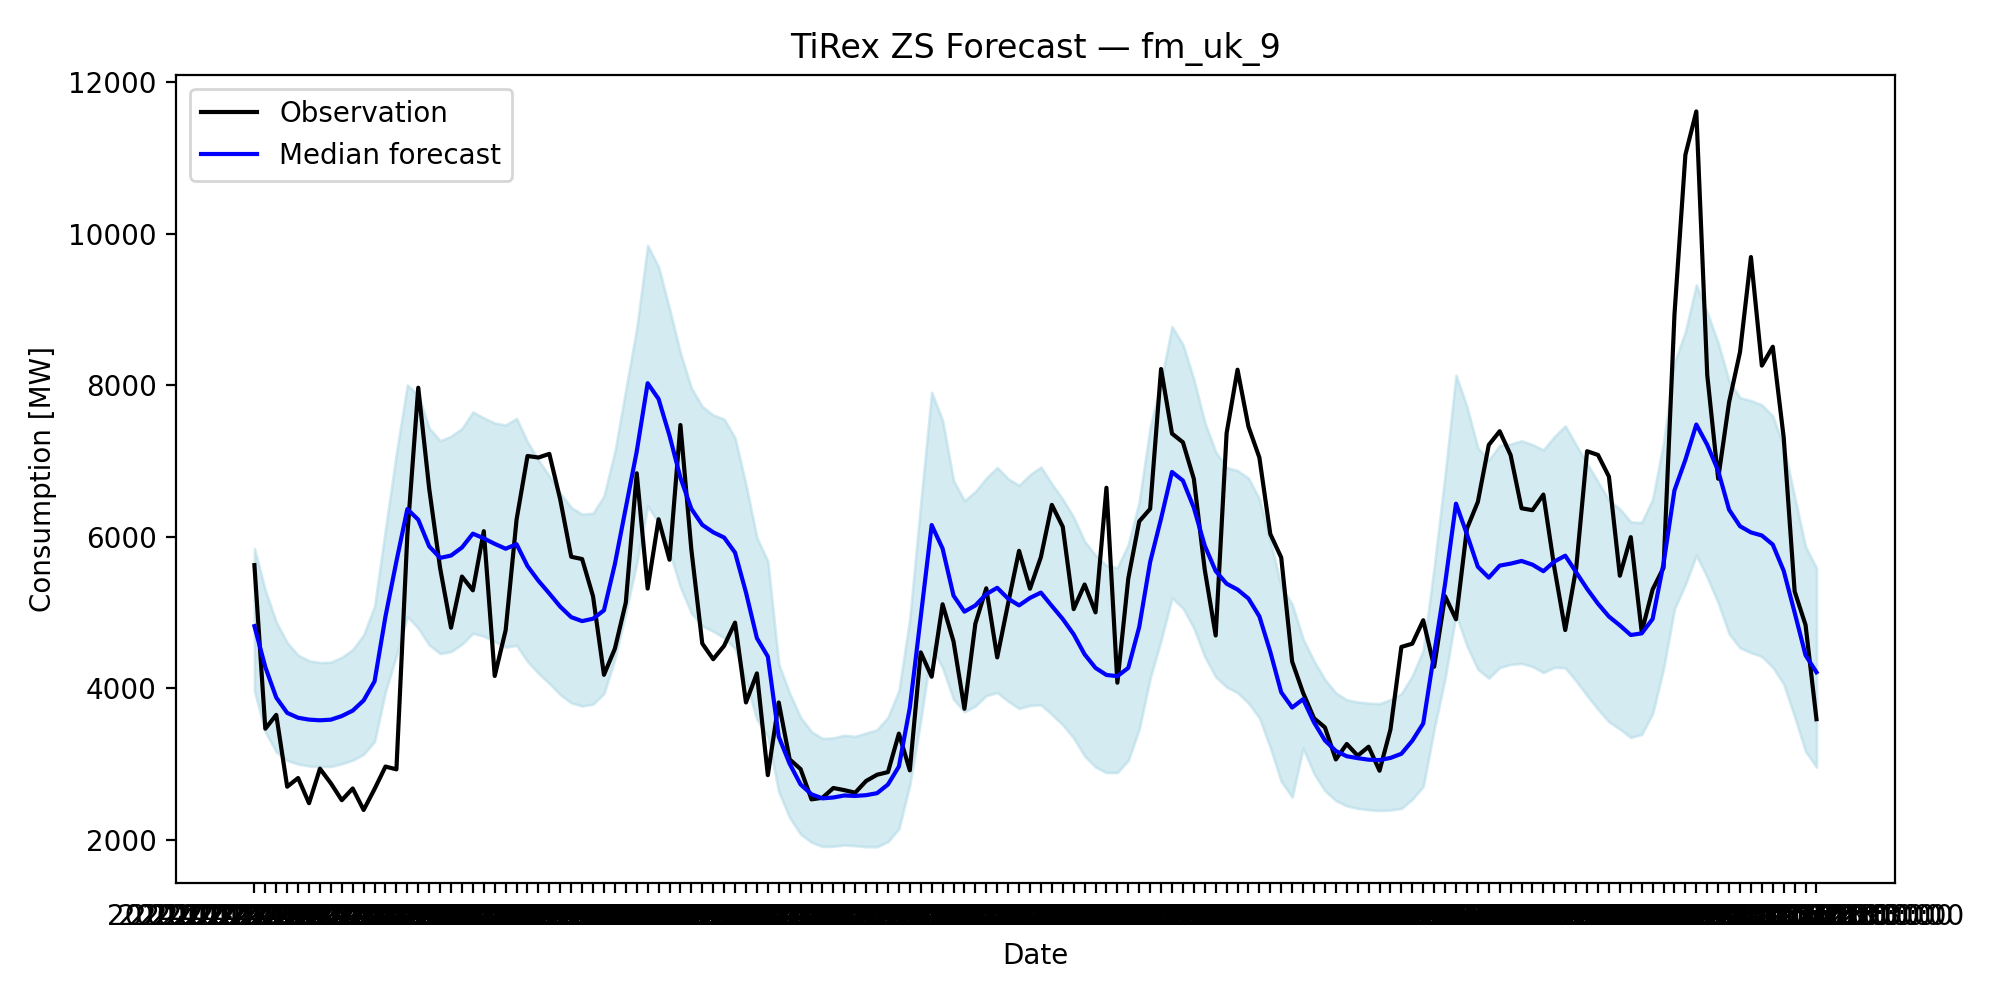 TiRex ZS Forecast — fm_uk_9
12000
10000
8000
6000
4000
2000
Consumption [MW]
Observation
Median forecast
Date